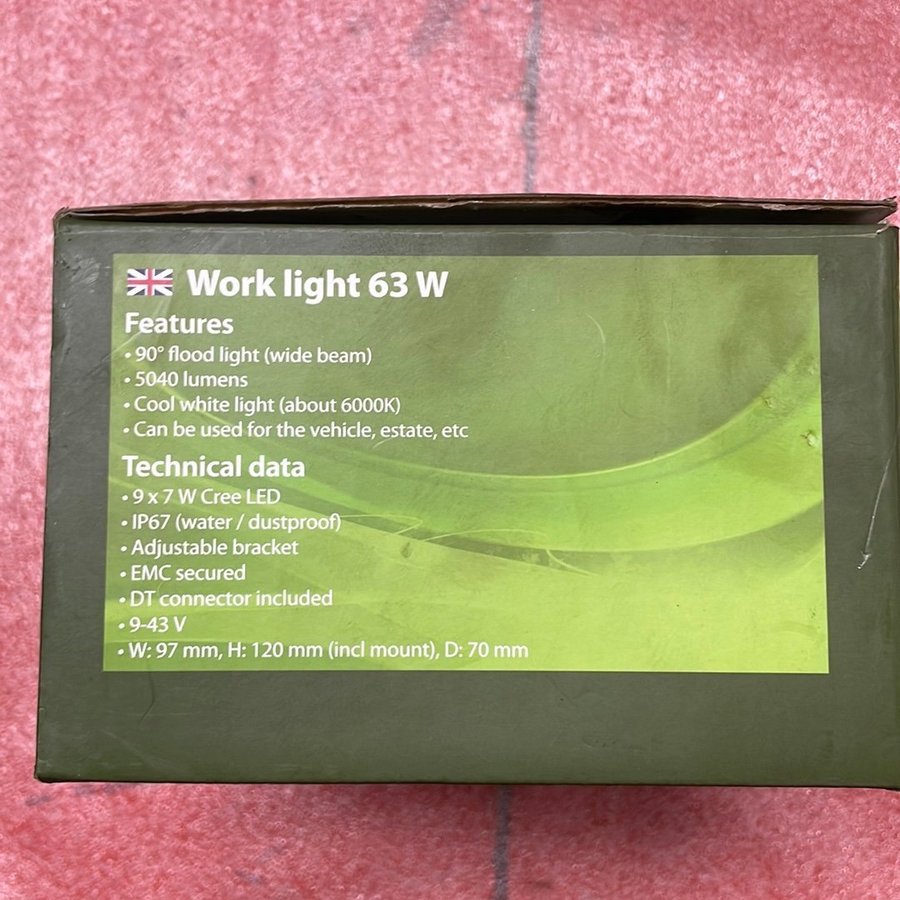 Work light 63 W
Features
• 90° flood light (wide beam)
• 5040 lumens
• Cool white light (about 6000K)
• Can be used for the vehicle, estate, etc
Technical data
• 9 x 7 W Cree LED
• IP67 (water / dustproof)
• Adjustable bracket
• EMC secured
• DT connector included
• 9-43 V
• W: 97 mm, H: 120 mm (incl mount), D: 70 mm